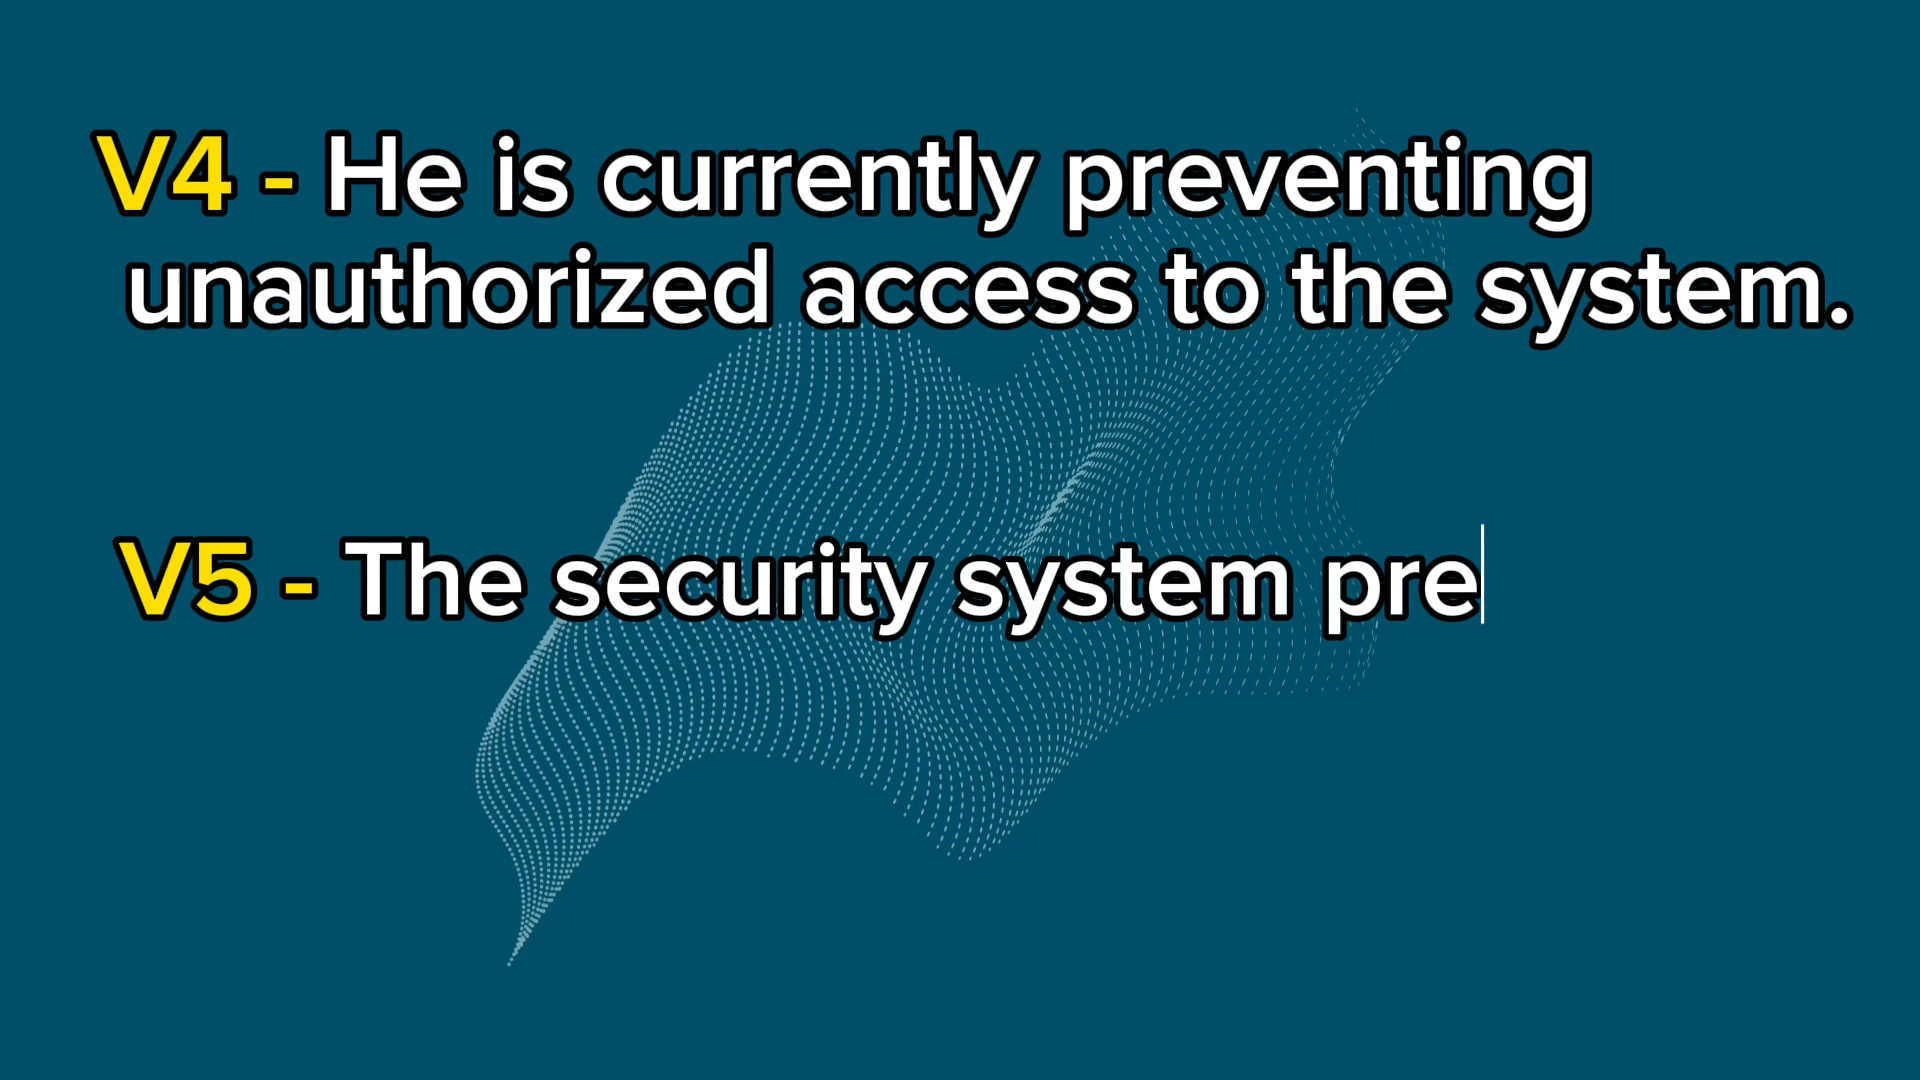 V4 - He is currently preventing
unauthorized access to the system.
V5 - The security system pre